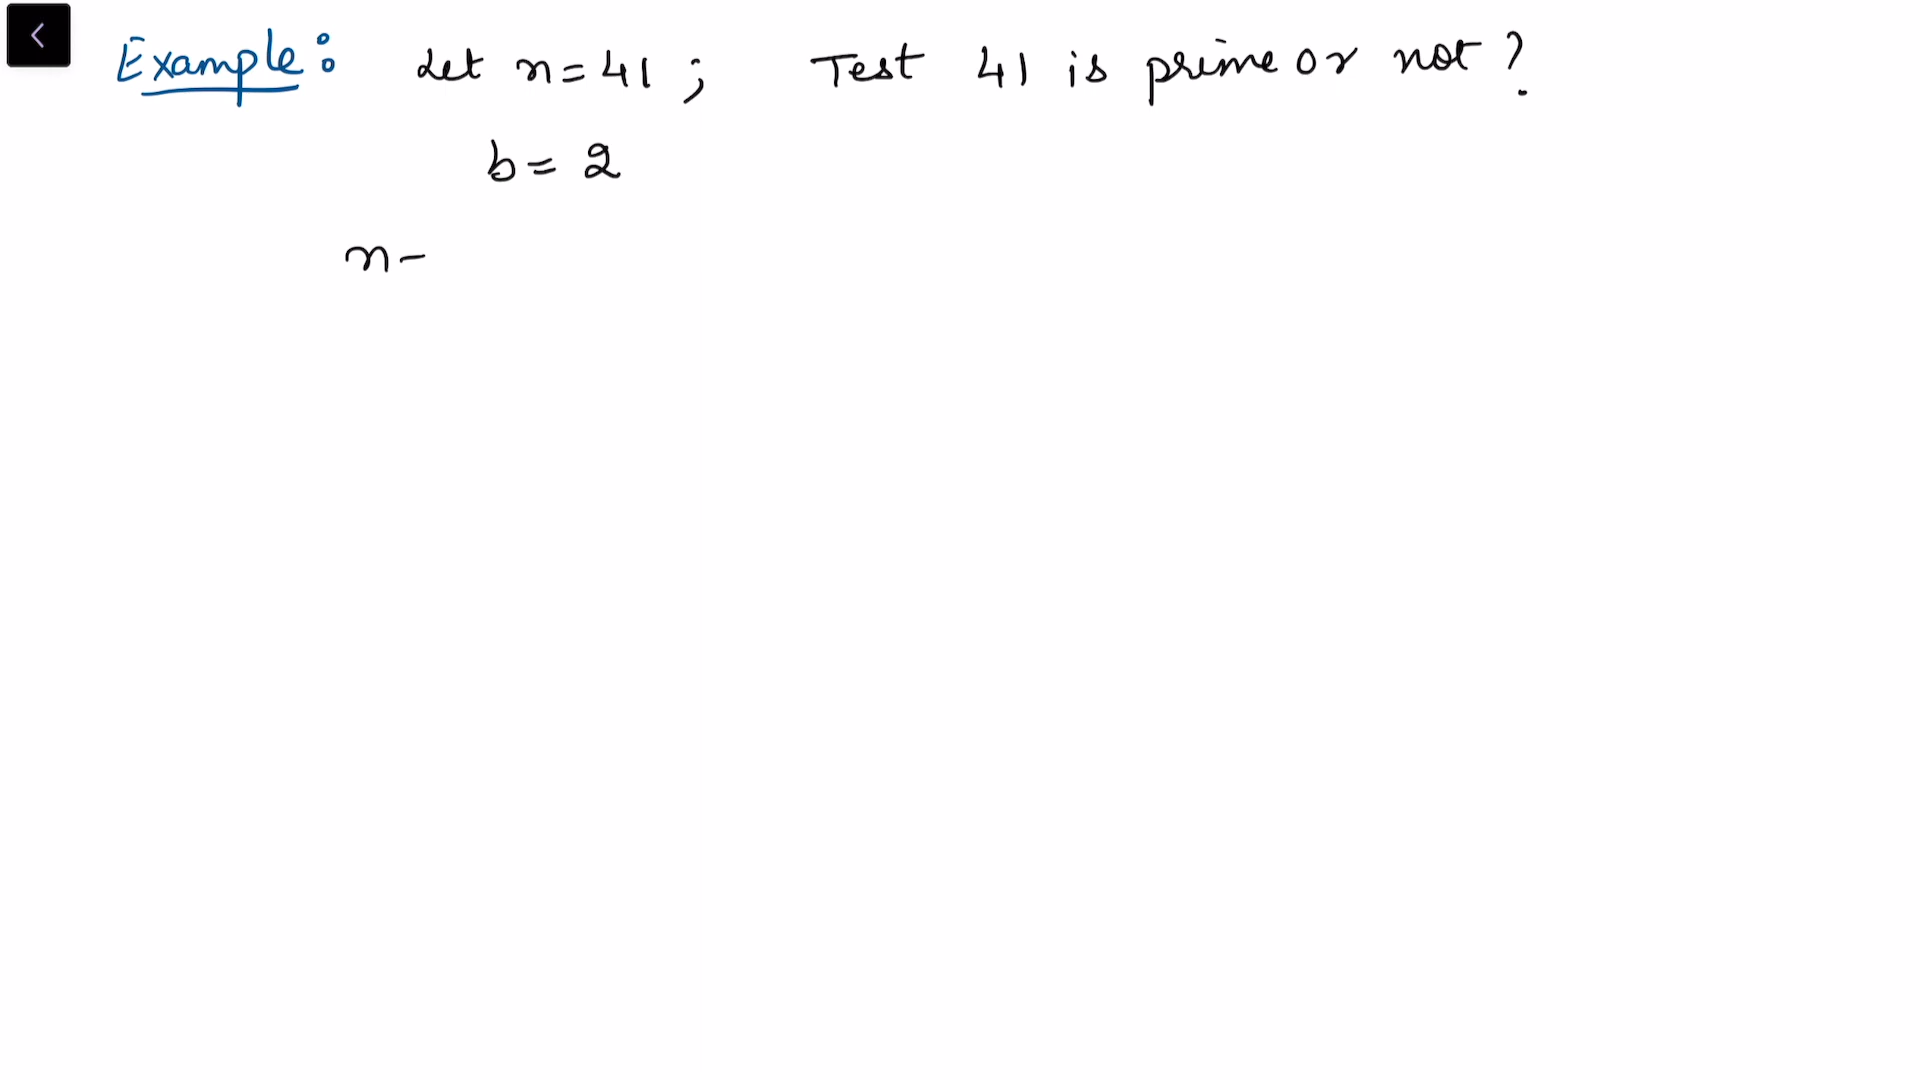 Example: Let n=41; Test 41 is prime or not?
b= 2
n-